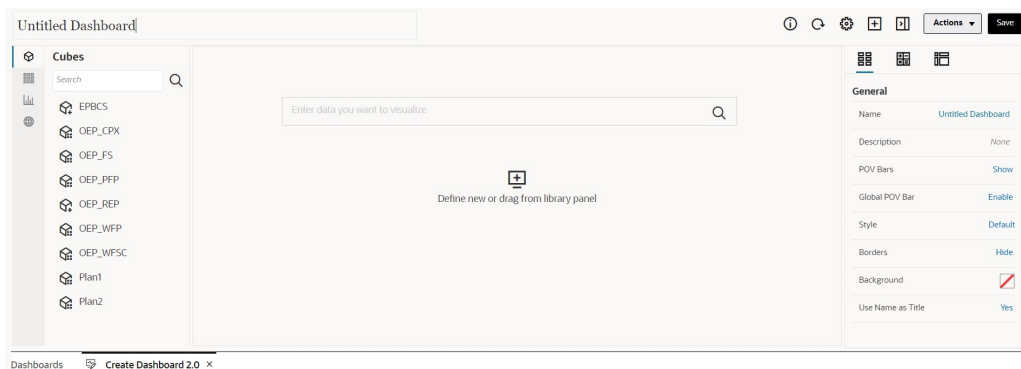 Untitled Dashboard
Actions
Save
Cubes
Search
EPBCS
OEP_CPX
OEP_FS
OEP_PFP
OEP_REP
OEP_WFP
OEP_WFSC
Plan1
Plan2
Enter data you want to visualize
Define new or drag from library panel
General
Name Untitled Dashboard
Description None
POV Bars Show
Global POV Bar Enable
Style Default
Borders Hide
Background
Use Name as Title Yes
Dashboards Create Dashboard 2.0 ×